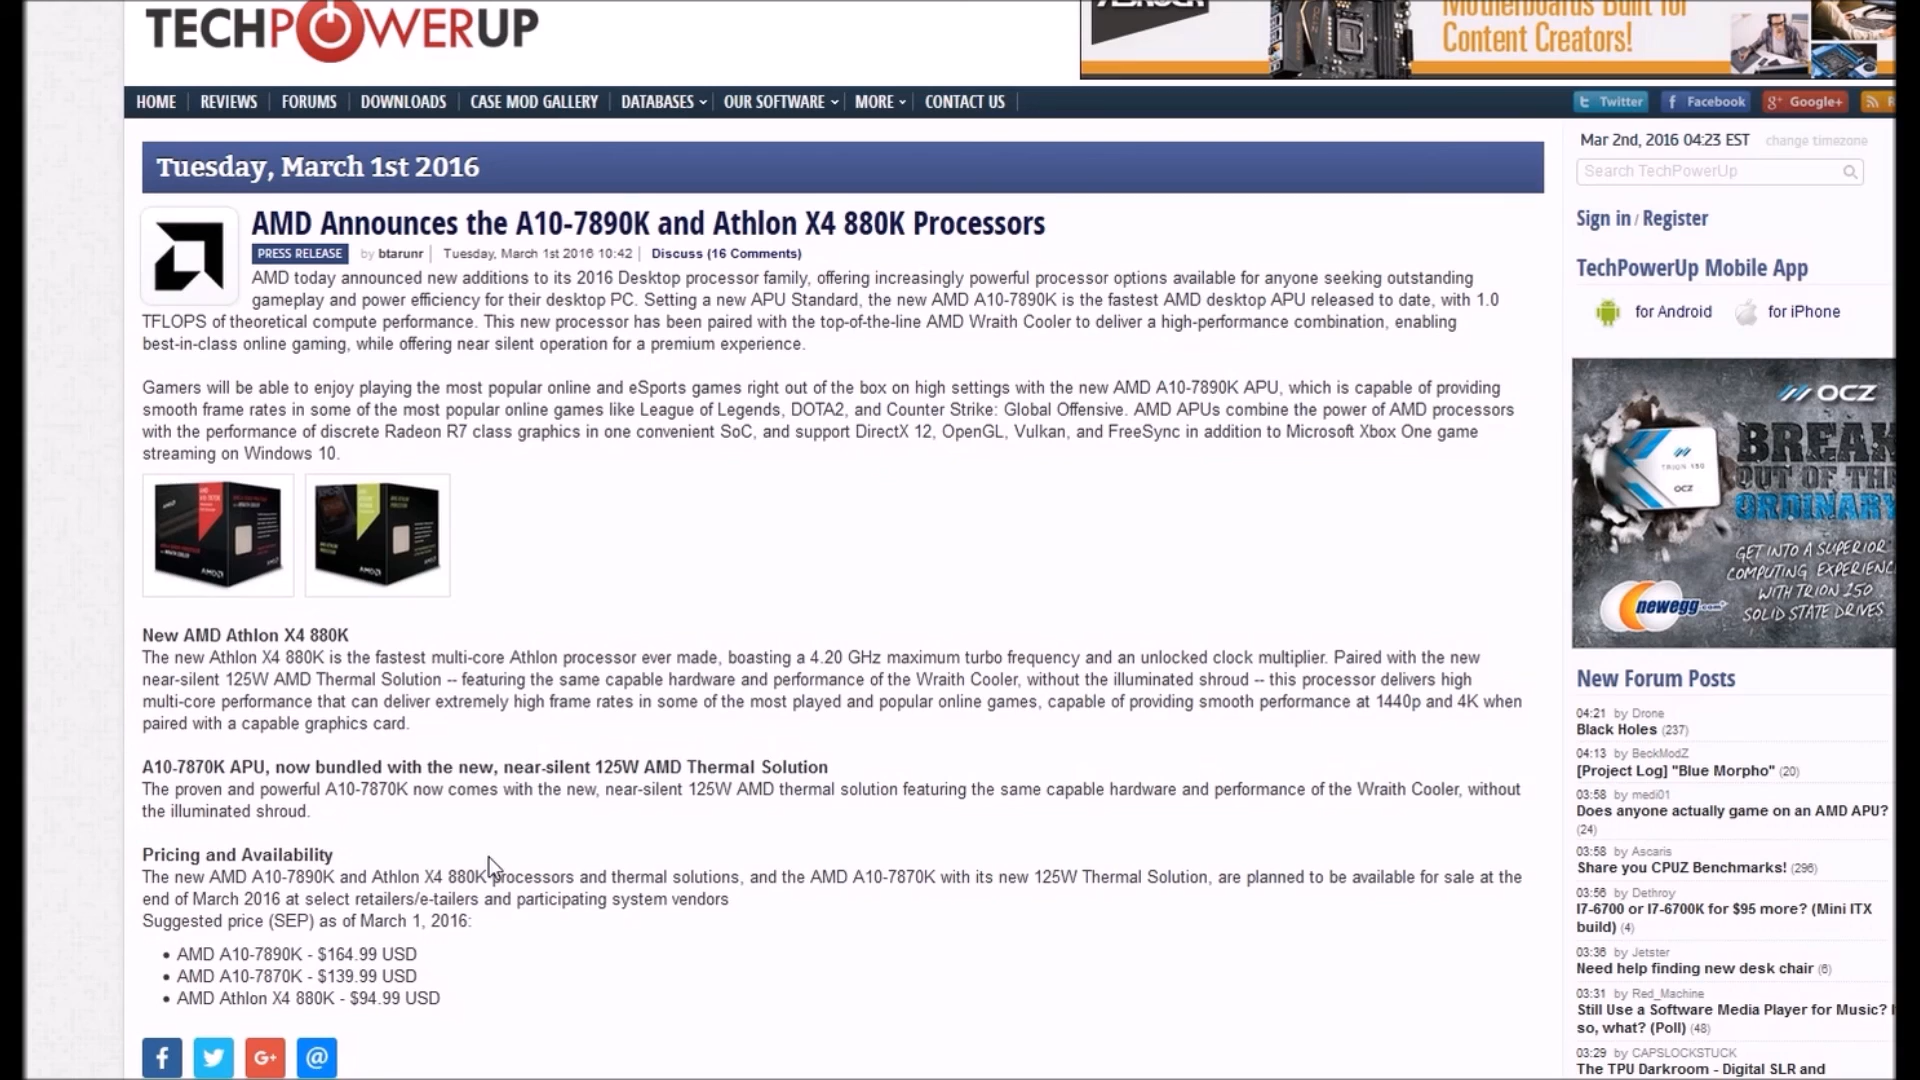 TECHPOWERUP
Motherboards Built for
Content Creators!
HOME REVIEWS FORUMS DOWNLOADS CASE MOD GALLERY DATABASES OUR SOFTWARE MORE CONTACT US
Twitter Facebook Google+
Tuesday, March 1st 2016
AMD Announces the A10-7890K and Athlon X4 880K Processors
PRESS RELEASE by btarunr Tuesday, March 1st 2016 10:42 Discuss (16 Comments)
AMD today announced new additions to its 2016 Desktop processor family, offering increasingly powerful processor options available for anyone seeking outstanding
gameplay and power efficiency for their desktop PC. Setting a new APU Standard, the new AMD A10-7890K is the fastest AMD desktop APU released to date, with 1.0
TFLOPS of theoretical compute performance. This new processor has been paired with the top-of-the-line AMD Wraith Cooler to deliver a high-performance combination, enabling
best-in-class online gaming, while offering near silent operation for a premium experience.
Gamers will be able to enjoy playing the most popular online and eSports games right out of the box on high settings with the new AMD A10-7890K APU, which is capable of providing
smooth frame rates in some of the most popular online games like League of Legends, DOTA2, and Counter Strike: Global Offensive. AMD APUs combine the power of AMD processors
with the performance of discrete Radeon R7 class graphics in one convenient SoC, and support DirectX 12, OpenGL, Vulkan, and FreeSync in addition to Microsoft Xbox One game
streaming on Windows 10.
AMD
AMD
New AMD Athlon X4 880K
The new Athlon X4 880K is the fastest multi-core Athlon processor ever made, boasting a 4.20 GHz maximum turbo frequency and an unlocked clock multiplier. Paired with the new
near-silent 125W AMD Thermal Solution -- featuring the same capable hardware and performance of the Wraith Cooler, without the illuminated shroud -- this processor delivers high
multi-core performance that can deliver extremely high frame rates in some of the most played and popular online games, capable of providing smooth performance at 1440p and 4K when
paired with a capable graphics card.
A10-7870K APU, now bundled with the new, near-silent 125W AMD Thermal Solution
The proven and powerful A10-7870K now comes with the new, near-silent 125W AMD thermal solution featuring the same capable hardware and performance of the Wraith Cooler, without
the illuminated shroud.
Pricing and Availability
The new AMD A10-7890K and Athlon X4 880K processors and thermal solutions, and the AMD A10-7870K with its new 125W Thermal Solution, are planned to be available for sale at the
end of March 2016 at select retailers/e-tailers and participating system vendors
Suggested price (SEP) as of March 1, 2016:
• AMD A10-7890K - $164.99 USD
• AMD A10-7870K - $139.99 USD
• AMD Athlon X4 880K - $94.99 USD
Mar 2nd, 2016 04:23 EST change timezone
Search TechPowerUp
Sign in / Register
TechPowerUp Mobile App
for Android for iPhone
OCZ
BREAK
OUT OF THE
ORDINARY
TRION 150
OCZ
GET INTO A SUPERIOR
COMPUTING EXPERIENC
WITH TRION 150
SOLID STATE DRIVES
newegg.com
New Forum Posts
04:21 by Drone
Black Holes (237)
04:13 by BeckModZ
[Project Log] "Blue Morpho" (20)
03:58 by medi01
Does anyone actually game on an AMD APU?
(24)
03:58 by Ascaris
Share you CPUZ Benchmarks! (296)
03:56 by Dethroy
I7-6700 or I7-6700K for $95 more? (Mini ITX
build) (4)
03:36 by Jetster
Need help finding new desk chair (6)
03:31 by Red_Machine
Still Use a Software Media Player for Music? I
so, what? (Poll) (48)
03:29 by CAPSLOCKSTUCK
The TPU Darkroom - Digital SLR and